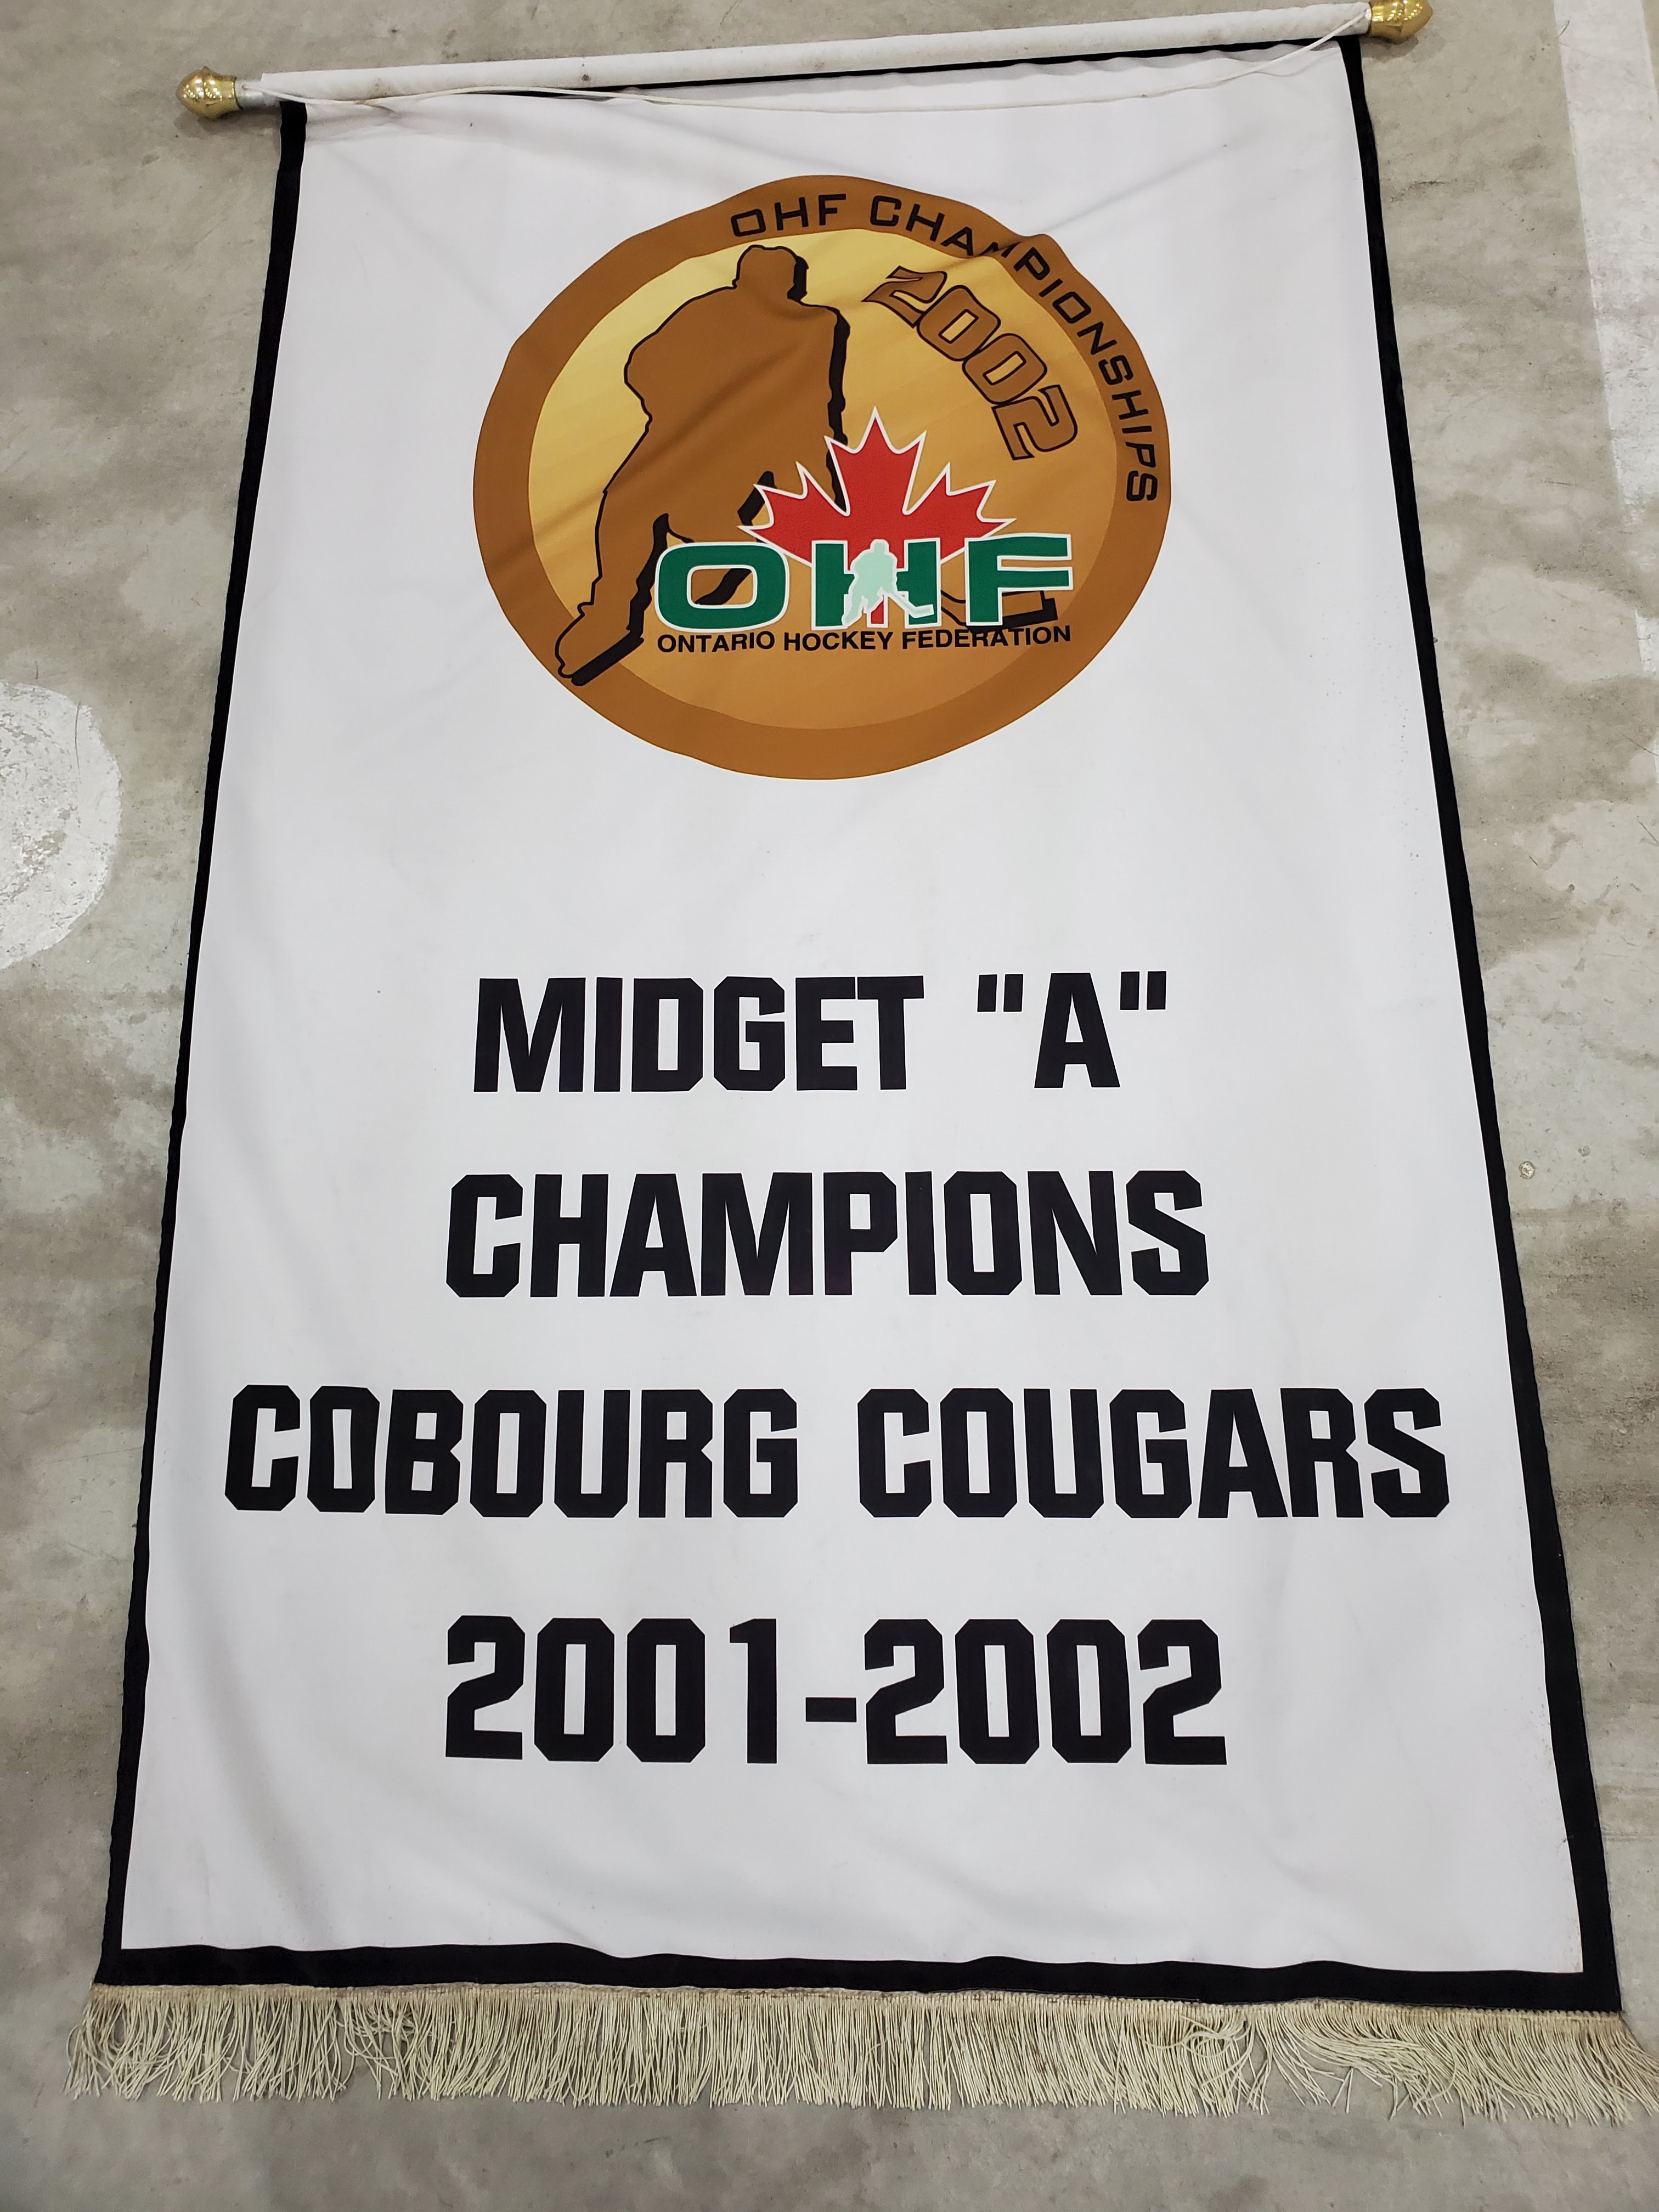 OHF CHAMPIONSHIPS
2002
OHF
ONTARIO HOCKEY FEDERATION
MIDGET "A"
CHAMPIONS
COBOURG COUGARS
2001-2002